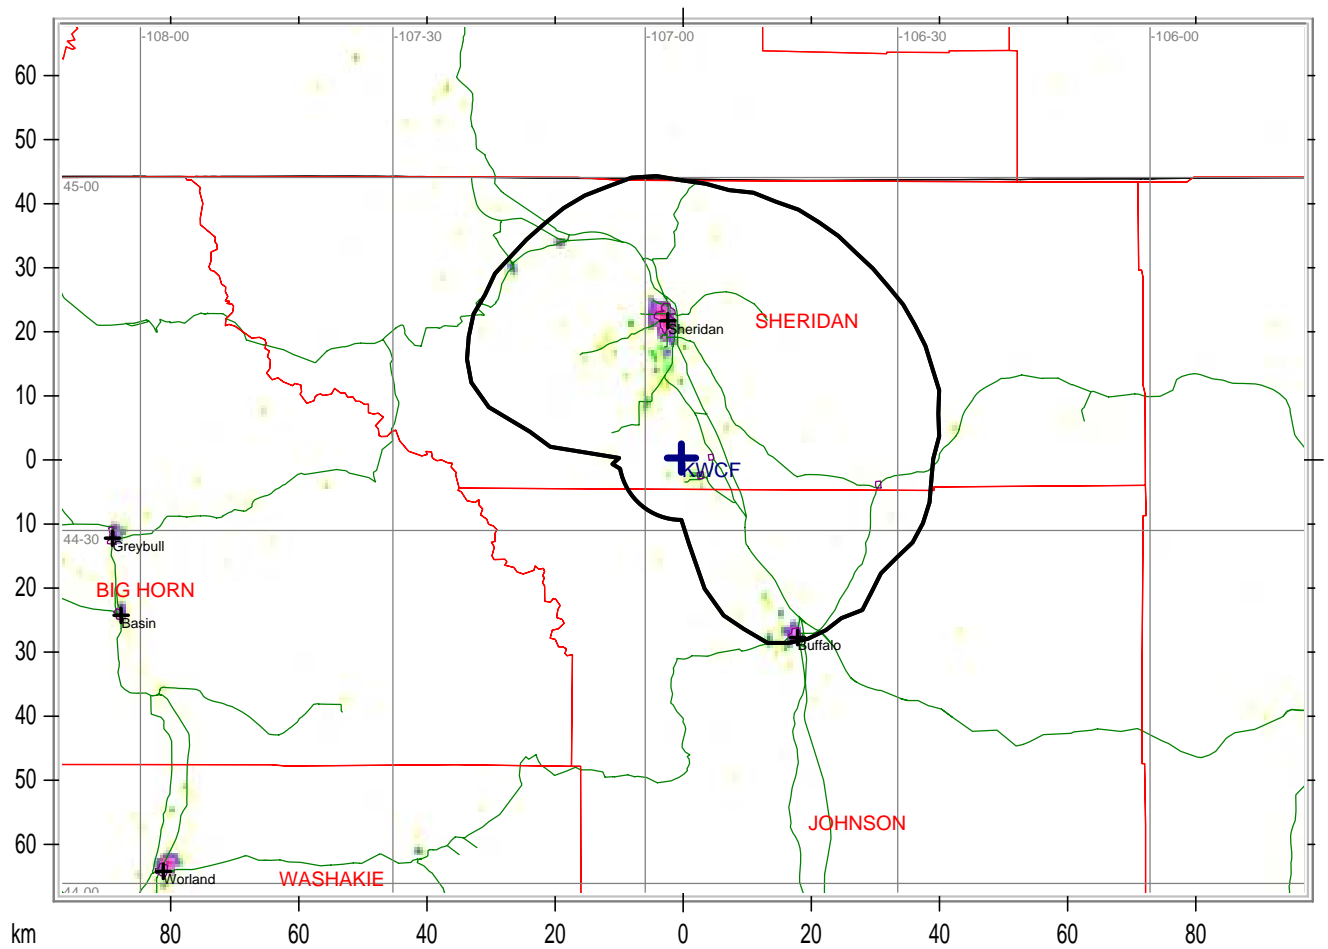 -108-00 -107-30 -107-00 -106-30 -106-00
60
50
45-00
40
30
20 Sheridan SHERIDAN
10
0 KWCF
10
44-30 Greybull
20 BIG HORN
Basin
30 Buffalo
40
50
JOHNSON
60
Worland WASHAKIE
44-00
km 80 60 40 20 0 20 40 60 80